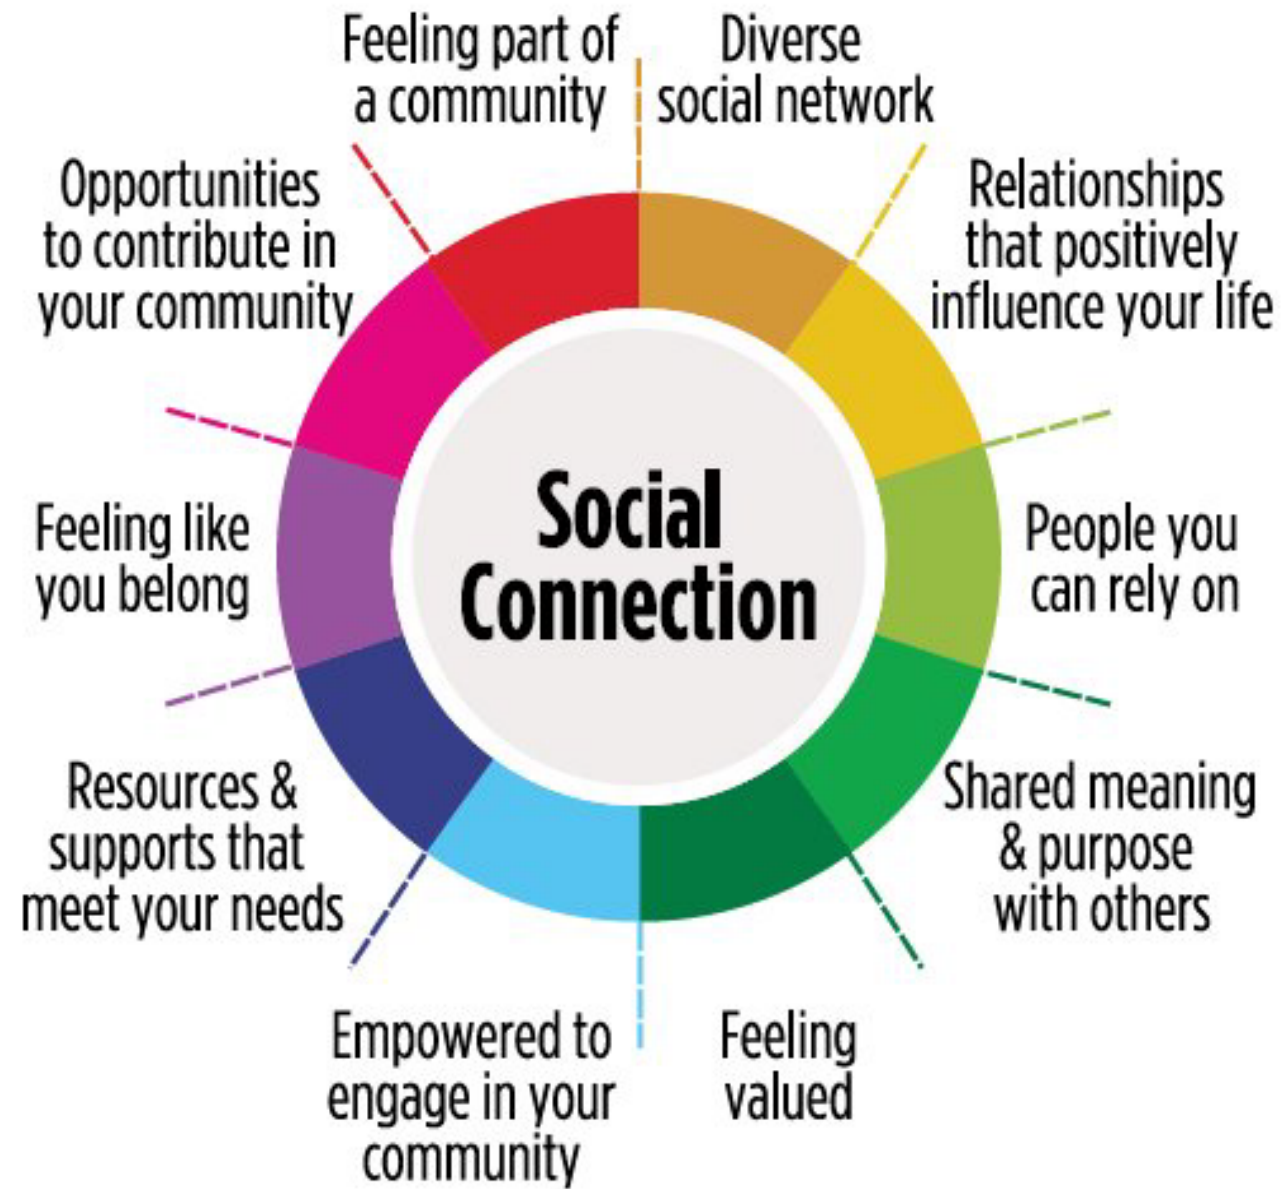 Feeling part of
a community
Diverse
social network
Relationships
that positively
influence your life
People you
can rely on
Shared meaning
& purpose
with others
Feeling
valued
Empowered to
engage in your
community
Resources &
supports that
meet your needs
Feeling like
you belong
Opportunities
to contribute in
your community
Social
Connection